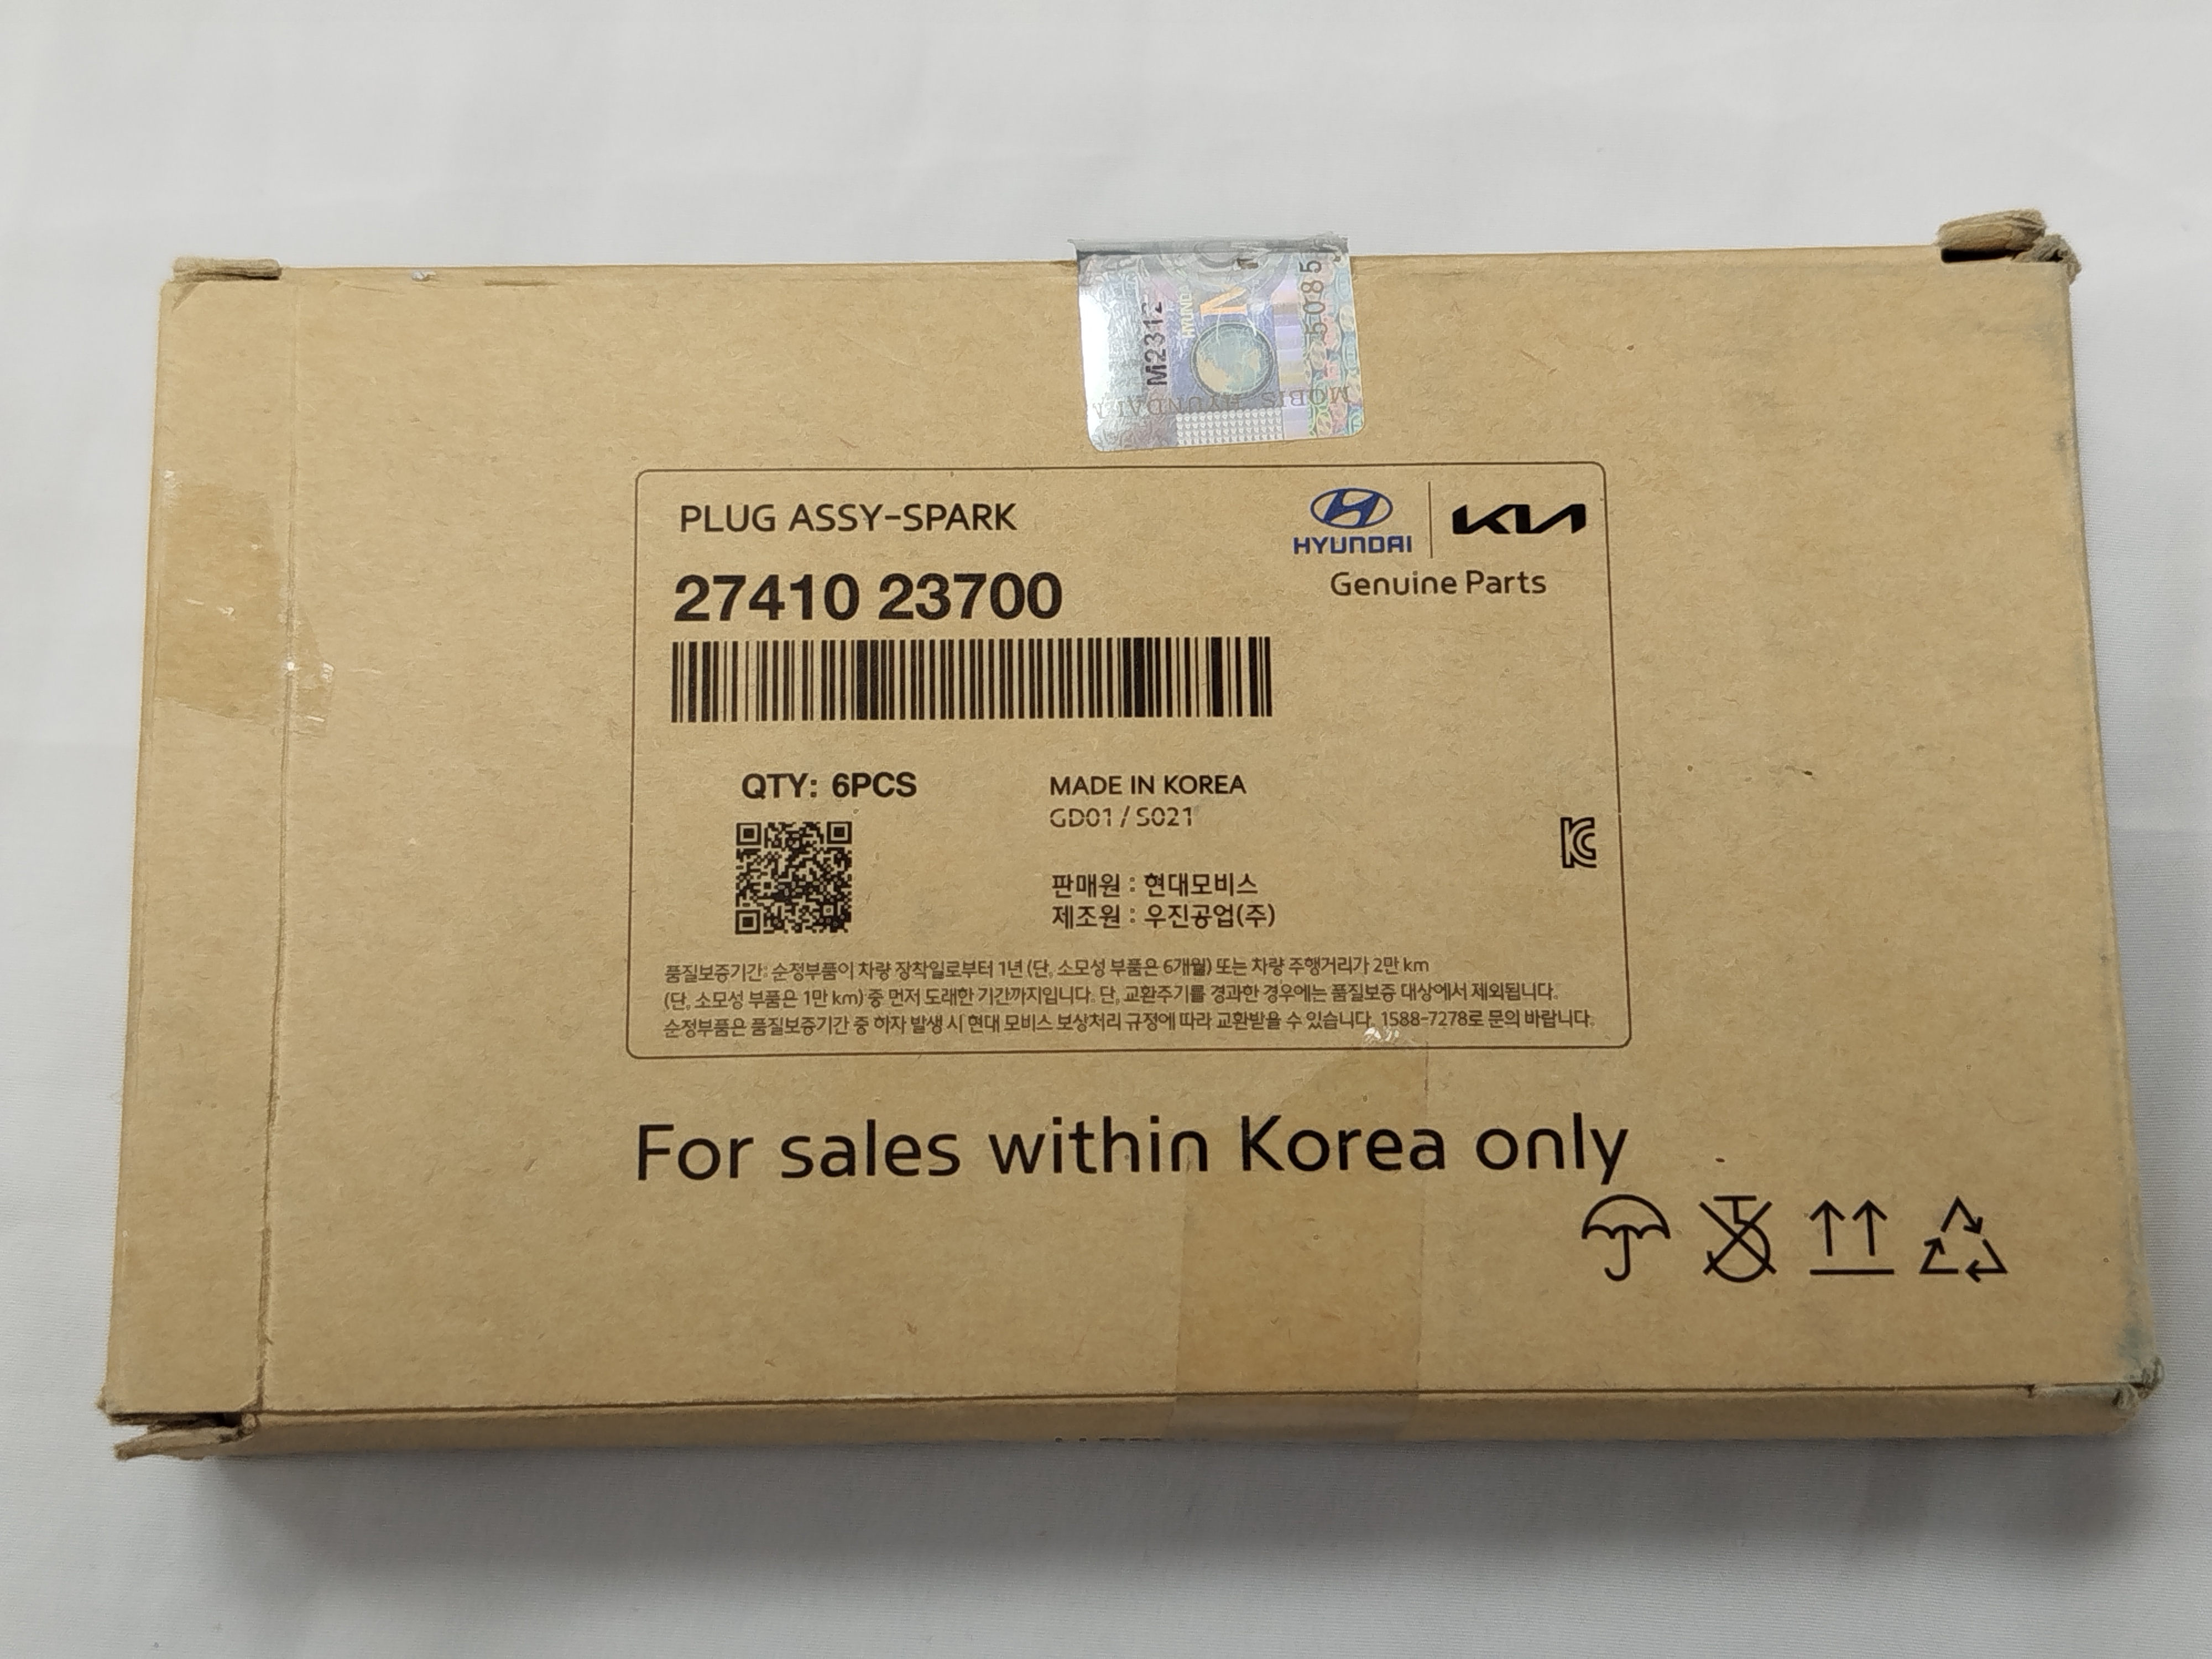 M2312
HYUNDAI
5085
MOBIS HYUNDAI
PLUG ASSY-SPARK
HYUNDAI
KIA
Genuine Parts
27410 23700
QTY: 6PCS
MADE IN KOREA
GD01 / S021
판매원 : 현대모비스
제조원 : 우진공업(주)
품질보증기간: 순정부품이 차량 장착일로부터 1년 (단, 소모성 부품은 6개월) 또는 차량 주행거리가 2만 km
(단, 소모성 부품은 1만 km) 중 먼저 도래한 기간까지입니다. 단, 교환주기를 경과한 경우에는 품질보증 대상에서 제외됩니다.
순정부품은 품질보증기간 중 하자 발생 시 현대 모비스 보상처리 규정에 따라 교환받을 수 있습니다. 1588-7278로 문의 바랍니다.
For sales within Korea only